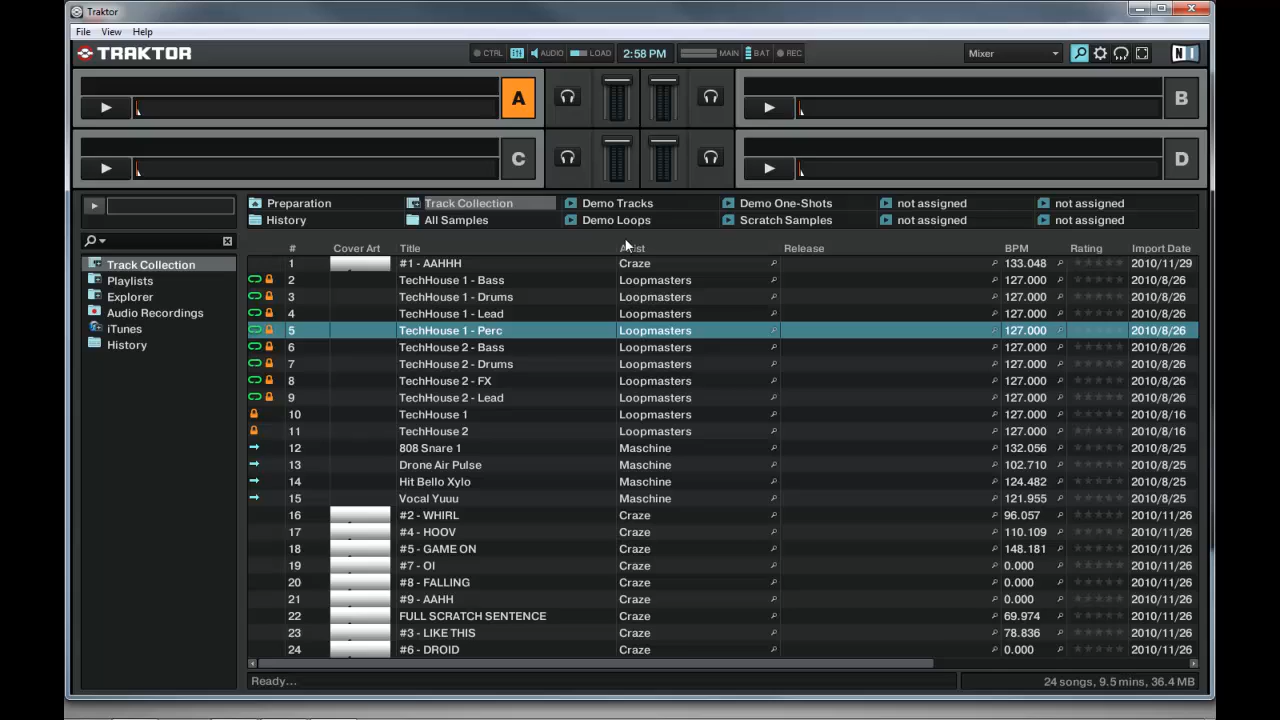 Traktor
File View Help
TRAKTOR CTRL AUDIO LOAD 2:58 PM MAIN BAT REC Mixer
A B
C D
Preparation Track Collection Demo Tracks Demo One-Shots not assigned not assigned
History All Samples Demo Loops Scratch Samples not assigned not assigned
Track Collection
Playlists
Explorer
Audio Recordings
iTunes
History
# Cover Art Title Release BPM Rating Import Date
1 #1 - AAHHH Craze 133.048 2010/11/29
2 TechHouse 1 - Bass Loopmasters 127.000 2010/8/26
3 TechHouse 1 - Drums Loopmasters 127.000 2010/8/26
4 TechHouse 1 - Lead Loopmasters 127.000 2010/8/26
5 TechHouse 1 - Perc Loopmasters 127.000 2010/8/26
6 TechHouse 2 - Bass Loopmasters 127.000 2010/8/26
7 TechHouse 2 - Drums Loopmasters 127.000 2010/8/26
8 TechHouse 2 - FX Loopmasters 127.000 2010/8/26
9 TechHouse 2 - Lead Loopmasters 127.000 2010/8/26
10 TechHouse 1 Loopmasters 127.000 2010/8/16
11 TechHouse 2 Loopmasters 127.000 2010/8/16
12 808 Snare 1 Maschine 132.056 2010/8/25
13 Drone Air Pulse Maschine 102.710 2010/8/25
14 Hit Bello Xylo Maschine 124.482 2010/8/25
15 Vocal Yuuu Maschine 121.955 2010/8/25
16 #2 - WHIRL Craze 96.057 2010/11/26
17 #4 - HOOV Craze 110.109 2010/11/26
18 #5 - GAME ON Craze 148.181 2010/11/26
19 #7 - OI Craze 0.000 2010/11/26
20 #8 - FALLING Craze 0.000 2010/11/26
21 #9 - AAHH Craze 0.000 2010/11/26
22 FULL SCRATCH SENTENCE Craze 69.974 2010/11/26
23 #3 - LIKE THIS Craze 78.836 2010/11/26
24 #6 - DROID Craze 0.000 2010/11/26
Ready... 24 songs, 9.5 mins, 36.4 MB